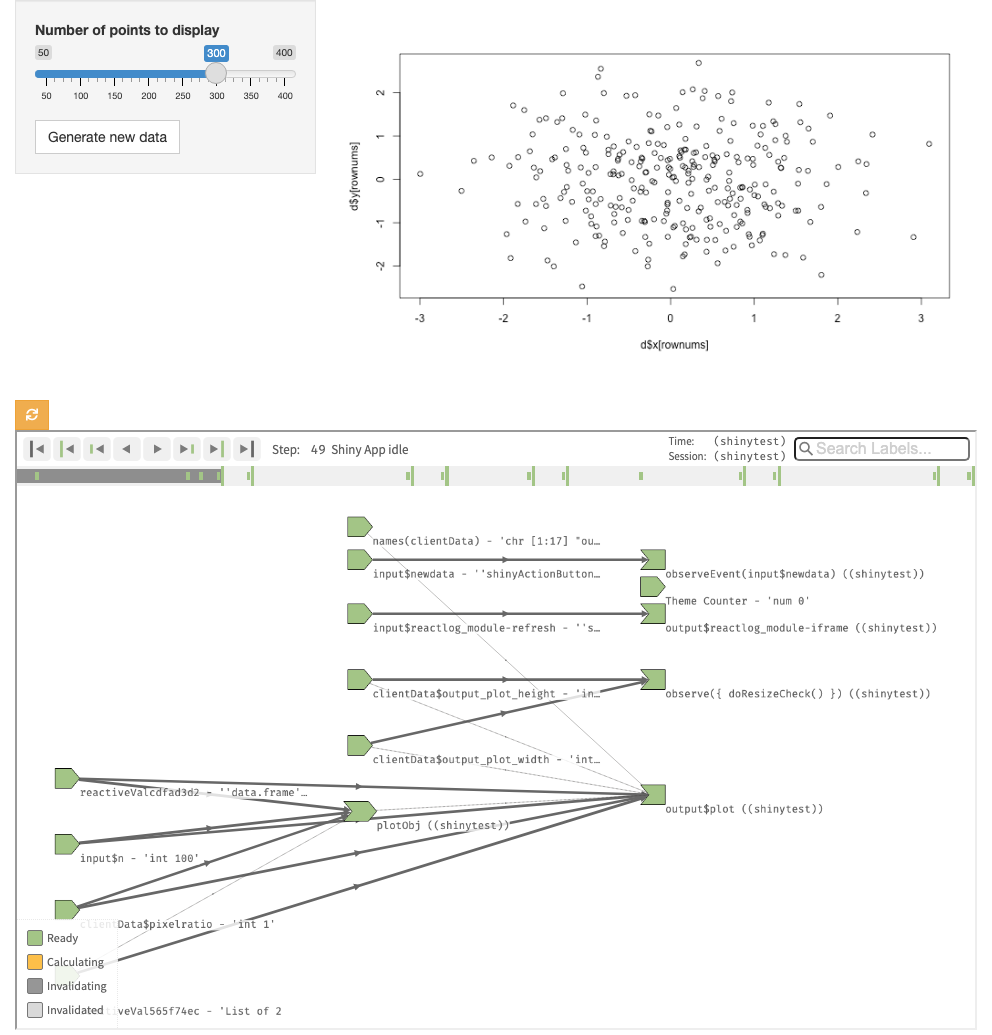 Number of points to display
50 300 400
50 100 150 200 250 300 350 400
Generate new data
d$y[rownums]
2
1
0
-1
-2
-3 -2 -1 0 1 2 3
d$x[rownums]
Step: 49 Shiny App idle
Time: (shinytest)
Session: (shinytest)
Search Labels...
names(clientData) - 'chr [1:17] "ou…
input$newdata - ''shinyActionButton…
observeEvent(input$newdata) ((shinytest))
Theme Counter - 'num 0'
input$reactlog_module-refresh - ''s…
output$reactlog_module-iframe ((shinytest))
clientData$output_plot_height - 'in…
observe({ doResizeCheck() }) ((shinytest))
clientData$output_plot_width - 'int…
reactiveValcdfad3d2 - ''data.frame'…
output$plot ((shinytest))
plotObj ((shinytest))
input$n - 'int 100'
clientData$pixelratio - 'int 1'
Ready
Calculating
Invalidating
Invalidated
tiveVal565f74ec - 'List of 2